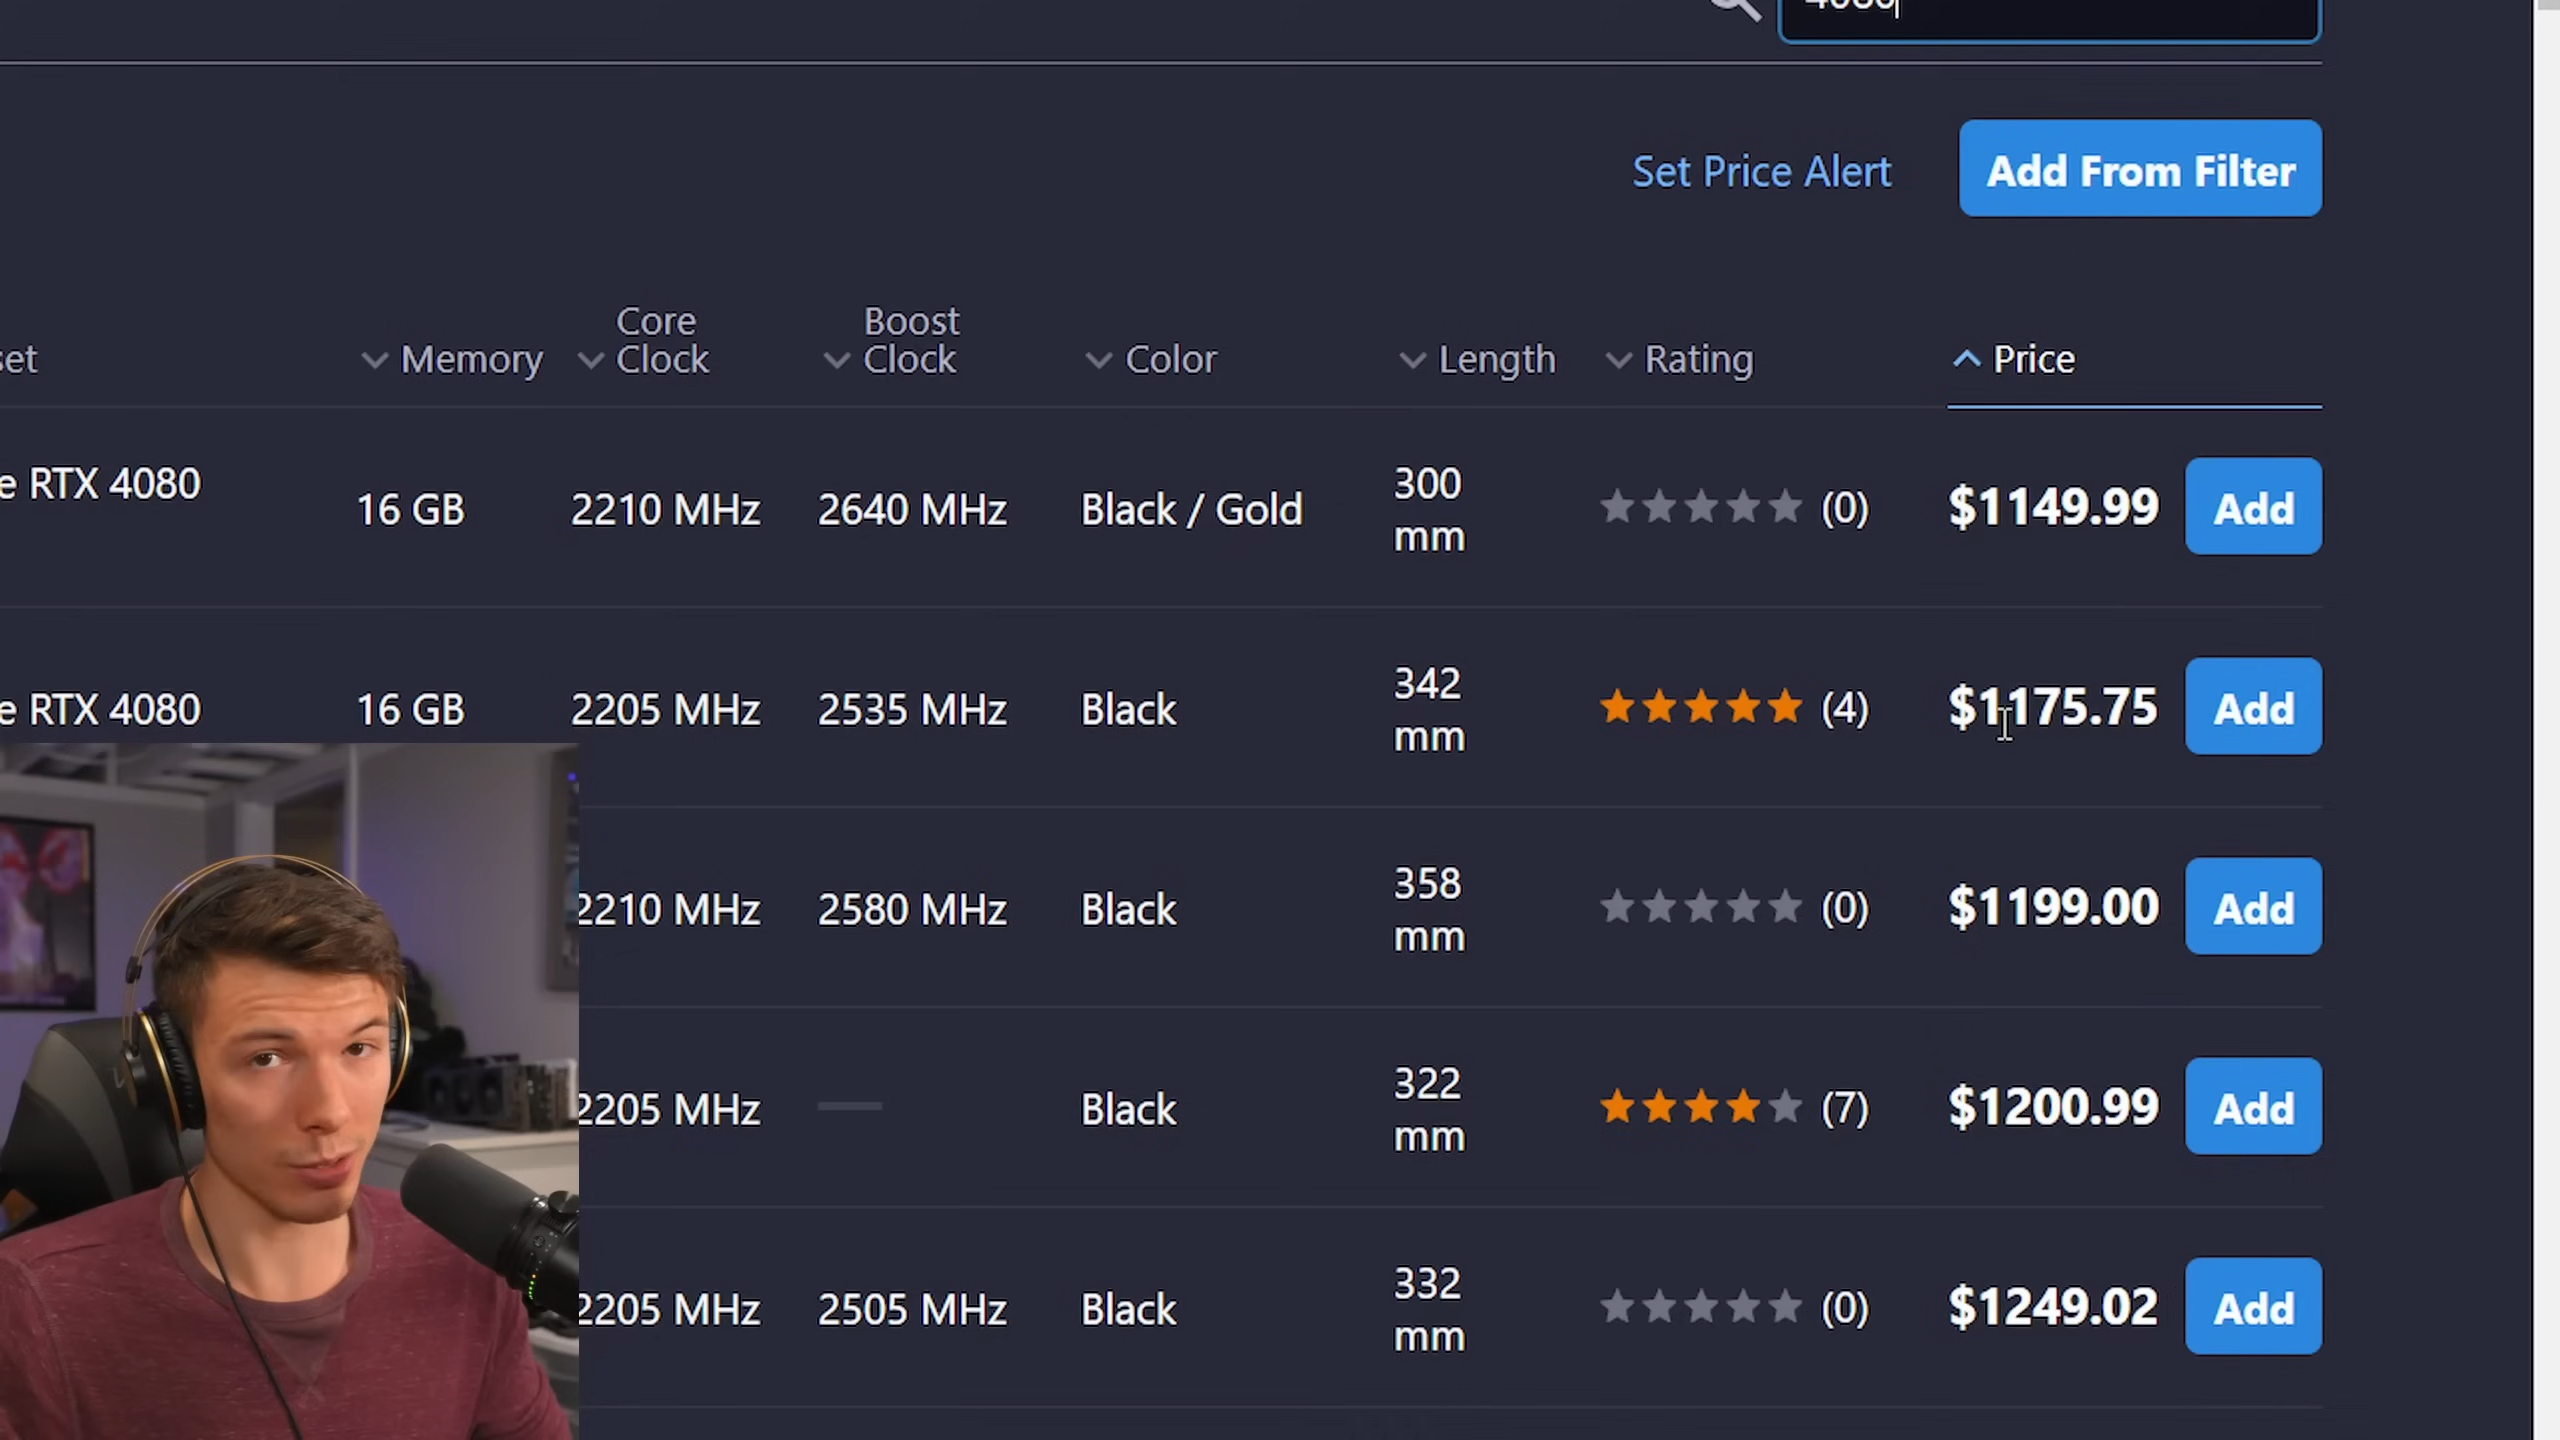 4080
Set Price Alert
Add From Filter
set
Memory
Core
Clock
Boost
Clock
Color
Length
Rating
Price
e RTX 4080
16 GB
2210 MHz
2640 MHz
Black / Gold
300
mm
(0)
$1149.99
Add
e RTX 4080
16 GB
2205 MHz
2535 MHz
Black
342
mm
(4)
$1175.75
Add
2210 MHz
2580 MHz
Black
358
mm
(0)
$1199.00
Add
2205 MHz
Black
322
mm
(7)
$1200.99
Add
2205 MHz
2505 MHz
Black
332
mm
(0)
$1249.02
Add